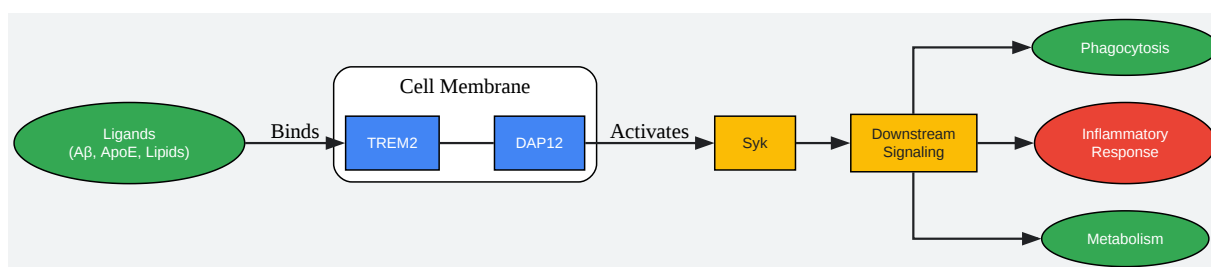 Cell Membrane
Ligands
(Aβ, ApoE, Lipids)
Binds
TREM2
DAP12
Activates
Syk
Downstream
Signaling
Phagocytosis
Inflammatory
Response
Metabolism